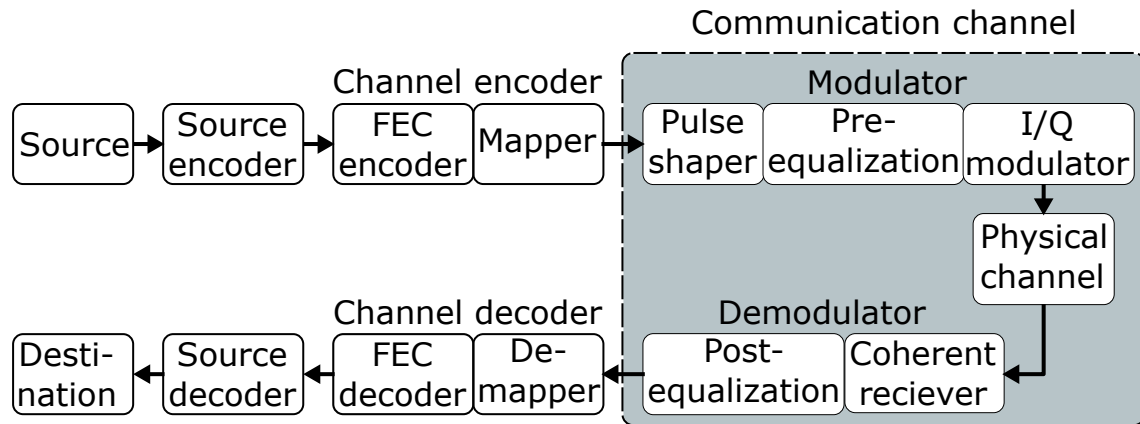 Communication channel
Channel encoder
Modulator
Source
Source
encoder
FEC
encoder
Mapper
Pulse
shaper
Pre-
equalization
I/Q
modulator
Physical
channel
Channel decoder
Demodulator
Desti-
nation
Source
decoder
FEC
decoder
De-
mapper
Post-
equalization
Coherent
reciever